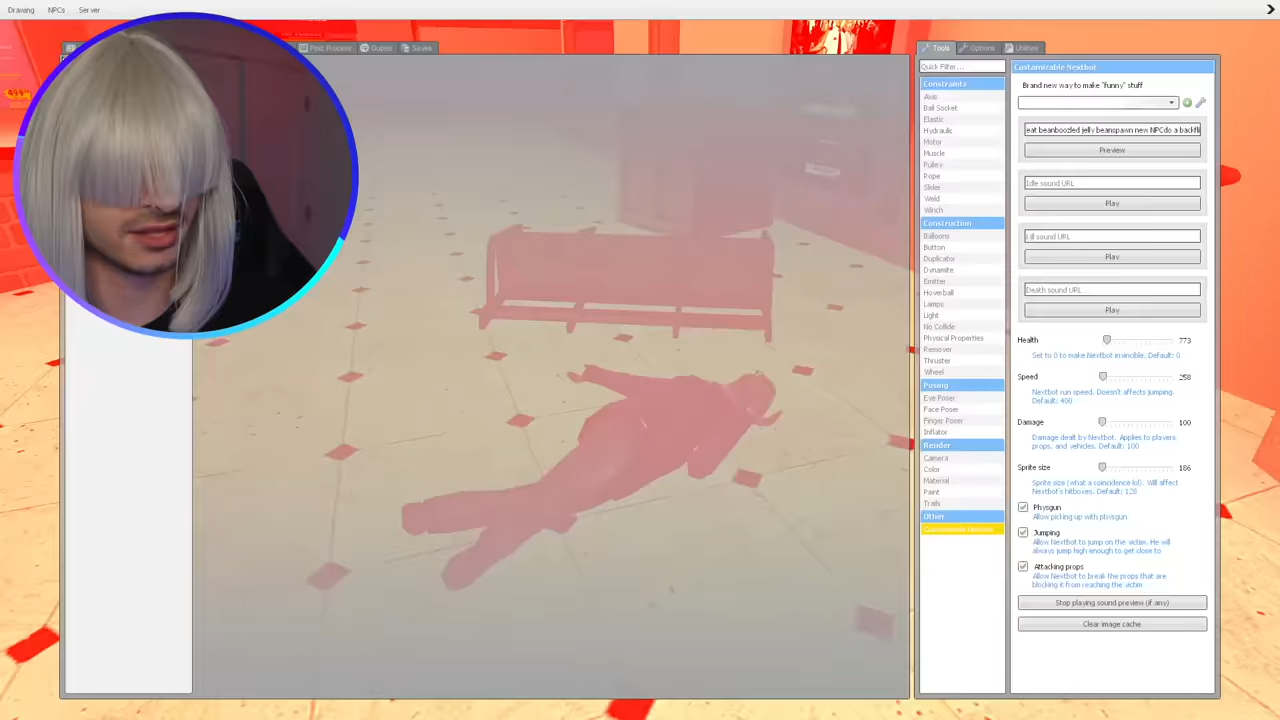 Drawing NPCs Server
Post Process Dupes Saves
Tools Options Utilities
Quick Filter...
Constraints
Axis
Ball Socket
Elastic
Hydraulic
Motor
Muscle
Pulley
Rope
Slider
Weld
Winch
Construction
Balloons
Button
Duplicator
Dynamite
Emitter
Hoverball
Lamps
Light
No Collide
Physical Properties
Remover
Thruster
Wheel
Posing
Eye Poser
Face Poser
Finger Poser
Inflator
Render
Camera
Color
Material
Paint
Trails
Other
Customizable Nextbot
Customizable Nextbot
Brand new way to make "funny" stuff
eat beanboozled jelly beanspawn new NPCdo a backfli
Preview
Idle sound URL
Play
Kill sound URL
Play
Death sound URL
Play
Health 773
Set to 0 to make Nextbot invincible. Default: 0
Speed 258
Nextbot run speed. Doesn't affects jumping.
Default: 400
Damage 100
Damage dealt by Nextbot. Applies to players,
props, and vehicles. Default: 100
Sprite size 186
Sprite size (what a coincidence lol). Will affect
Nextbot's hitboxes. Default: 128
Physgun
Allow picking up with physgun
Jumping
Allow Nextbot to jump on the victim. He will
always jump high enough to get close to
Attacking props
Allow Nextbot to break the props that are
blocking it from reaching the victim
Stop playing sound preview (if any)
Clear image cache